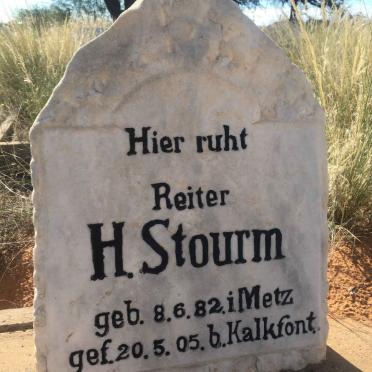 Hier ruht
Reiter
H. Stourm
geb. 8.6.82.i.Metz
gef. 20.5.05.b.Kalkfont.